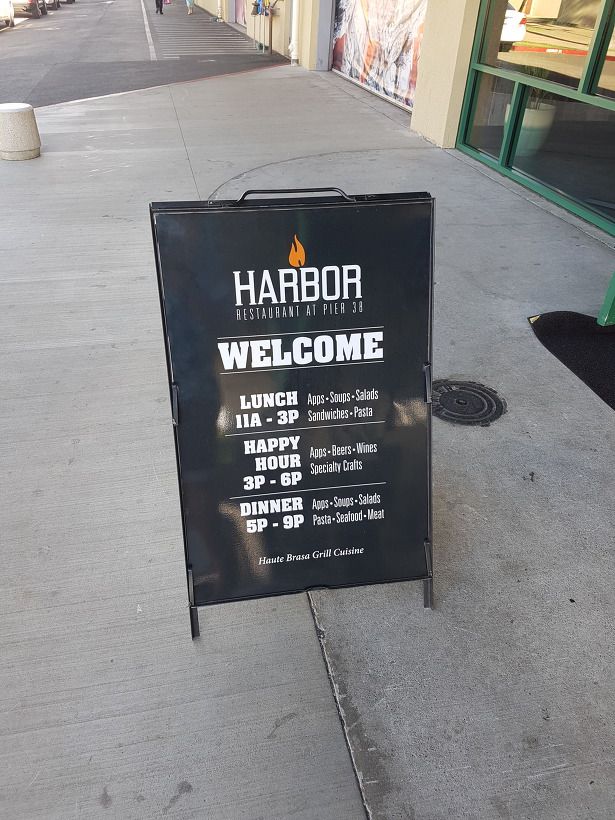 HARBOR
RESTAURANT AT PIER 38
WELCOME
LUNCH
11A - 3P
Apps • Soups • Salads
Sandwiches • Pasta
HAPPY
HOUR
3P - 6P
Apps • Beers • Wines
Specialty Crafts
DINNER
5P - 9P
Apps • Soups • Salads
Pasta • Seafood • Meat
Haute Brasa Grill Cuisine